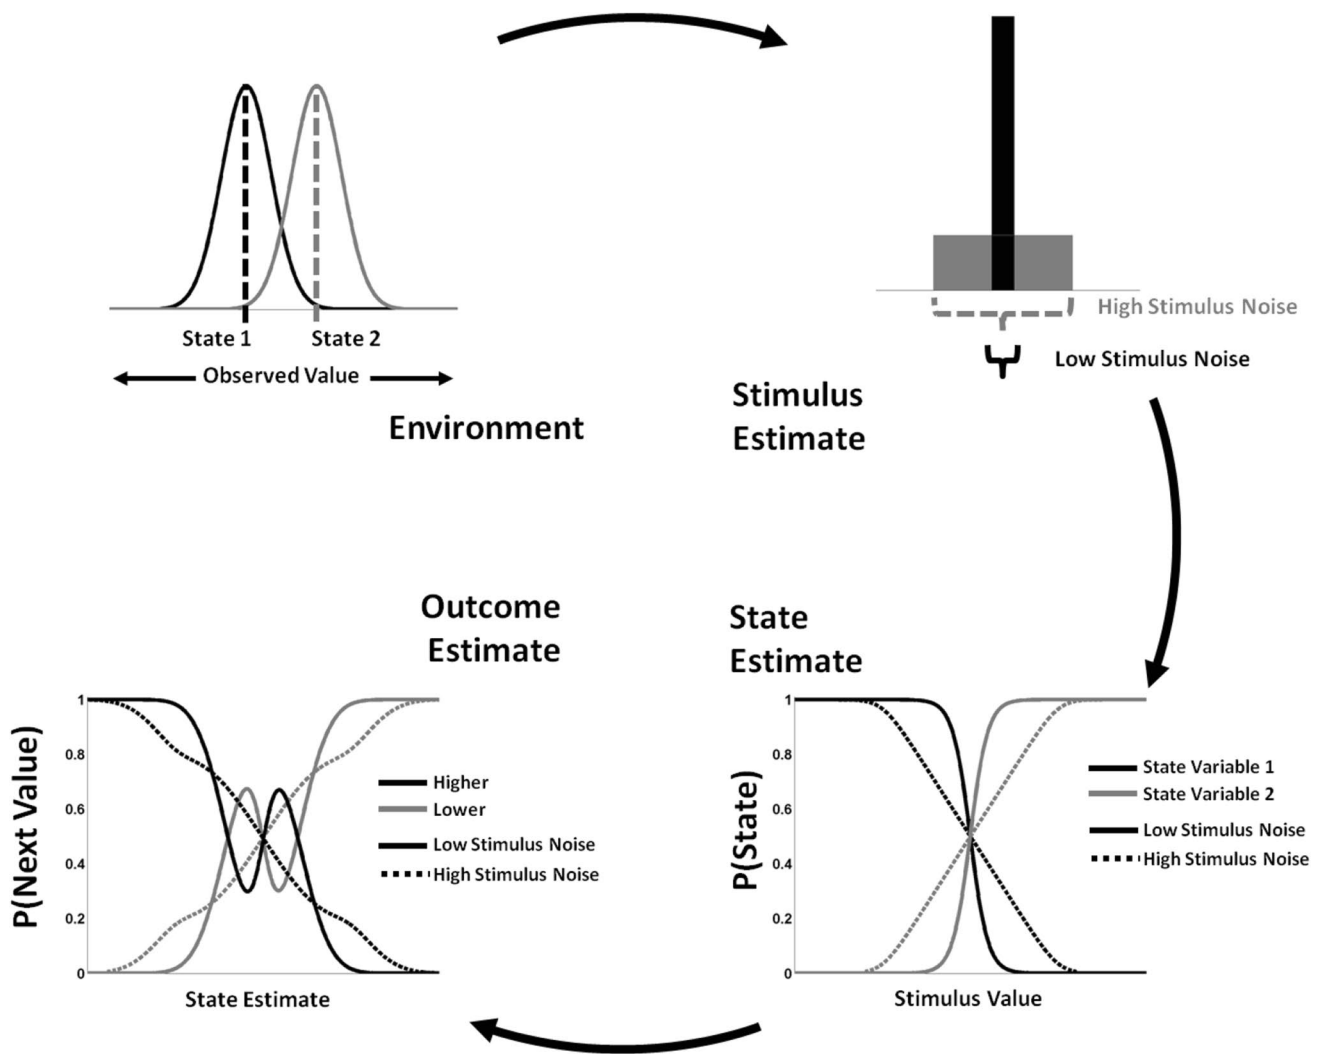 State 1
State 2
Observed Value
Environment
High Stimulus Noise
Low Stimulus Noise
Stimulus
Estimate
Outcome
Estimate
P(Next Value)
1
0.8
0.6
0.4
0.2
0
Higher
Lower
Low Stimulus Noise
High Stimulus Noise
State Estimate
State
Estimate
P(State)
1
0.8
0.6
0.4
0.2
0
State Variable 1
State Variable 2
Low Stimulus Noise
High Stimulus Noise
Stimulus Value